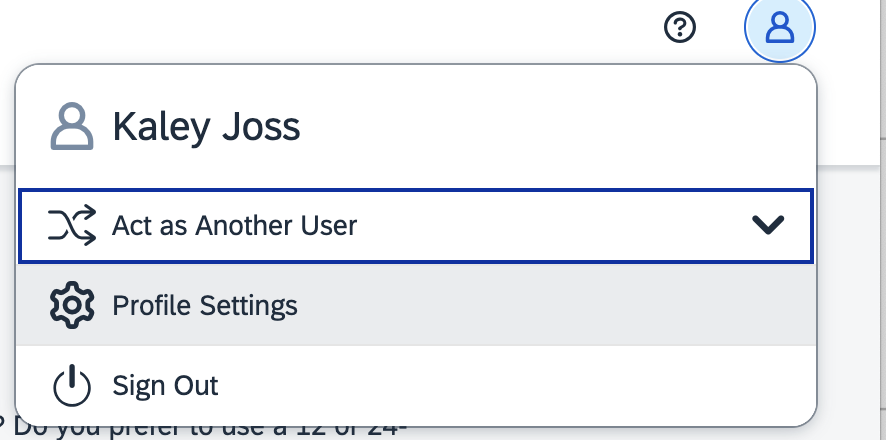 Kaley Joss
Act as Another User
Profile Settings
Sign Out
? Do you prefer to use a 12 or 24-